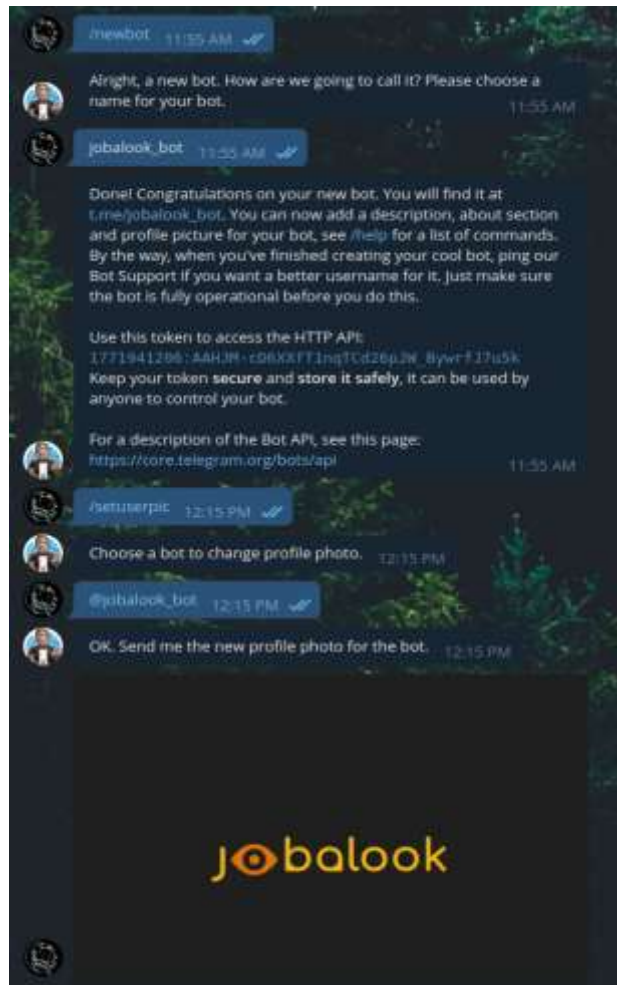 /newbot 11:55 AM
Alright, a new bot. How are we going to call it? Please choose a
name for your bot. 11:55 AM
jobalook_bot 11:55 AM
Done! Congratulations on your new bot. You will find it at
t.me/jobalook_bot. You can now add a description, about section
and profile picture for your bot, see /help for a list of commands.
By the way, when you've finished creating your cool bot, ping our
Bot Support if you want a better username for it. Just make sure
the bot is fully operational before you do this.
Use this token to access the HTTP API:
Keep your token secure and store it safely, it can be used by
anyone to control your bot.
For a description of the Bot API, see this page:
https://core.telegram.org/bots/api 11:55 AM
/setuserpic 12:15 PM
Choose a bot to change profile photo. 12:15 PM
@jobalook_bot 12:15 PM
OK. Send me the new profile photo for the bot. 12:15 PM
jobalook